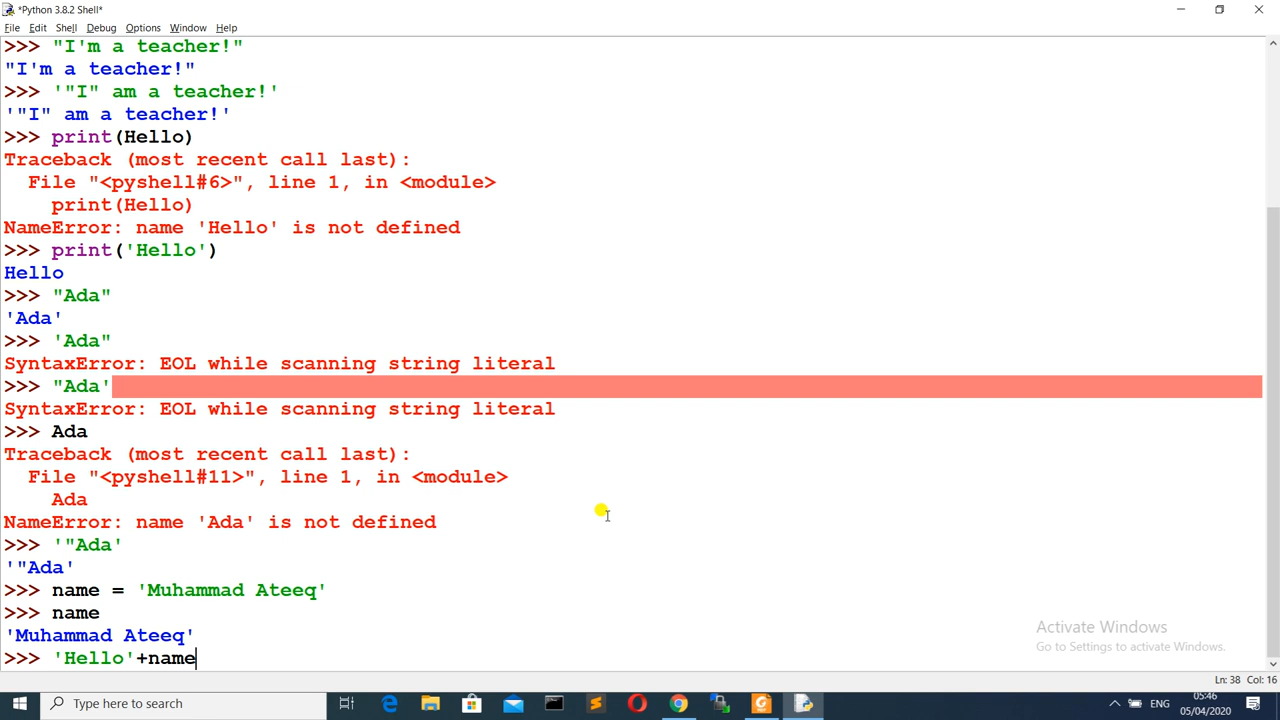 *Python 3.8.2 Shell*
File Edit Shell Debug Options Window Help
>>> "I'm a teacher!"
"I'm a teacher!"
>>> '"I" am a teacher!'
'"I" am a teacher!'
>>> print(Hello)
Traceback (most recent call last):
  File "<pyshell#6>", line 1, in <module>
    print(Hello)
NameError: name 'Hello' is not defined
>>> print('Hello')
Hello
>>> "Ada"
'Ada'
>>> 'Ada"
SyntaxError: EOL while scanning string literal
>>> "Ada'
SyntaxError: EOL while scanning string literal
>>> Ada
Traceback (most recent call last):
  File "<pyshell#11>", line 1, in <module>
    Ada
NameError: name 'Ada' is not defined
>>> '"Ada'
'"Ada'
>>> name = 'Muhammad Ateeq'
>>> name
'Muhammad Ateeq'
>>> 'Hello'+name
Activate Windows
Go to Settings to activate Windows.
Ln: 38 Col: 16
Type here to search
ENG
05:46
05/04/2020